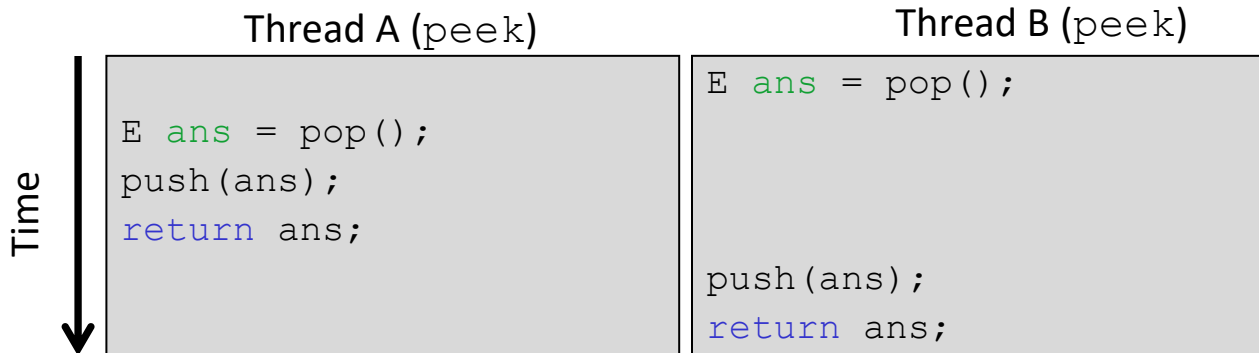 Thread A (peek)
Thread B (peek)
Time
E ans = pop();
push(ans);
return ans;
E ans = pop();
push(ans);
return ans;